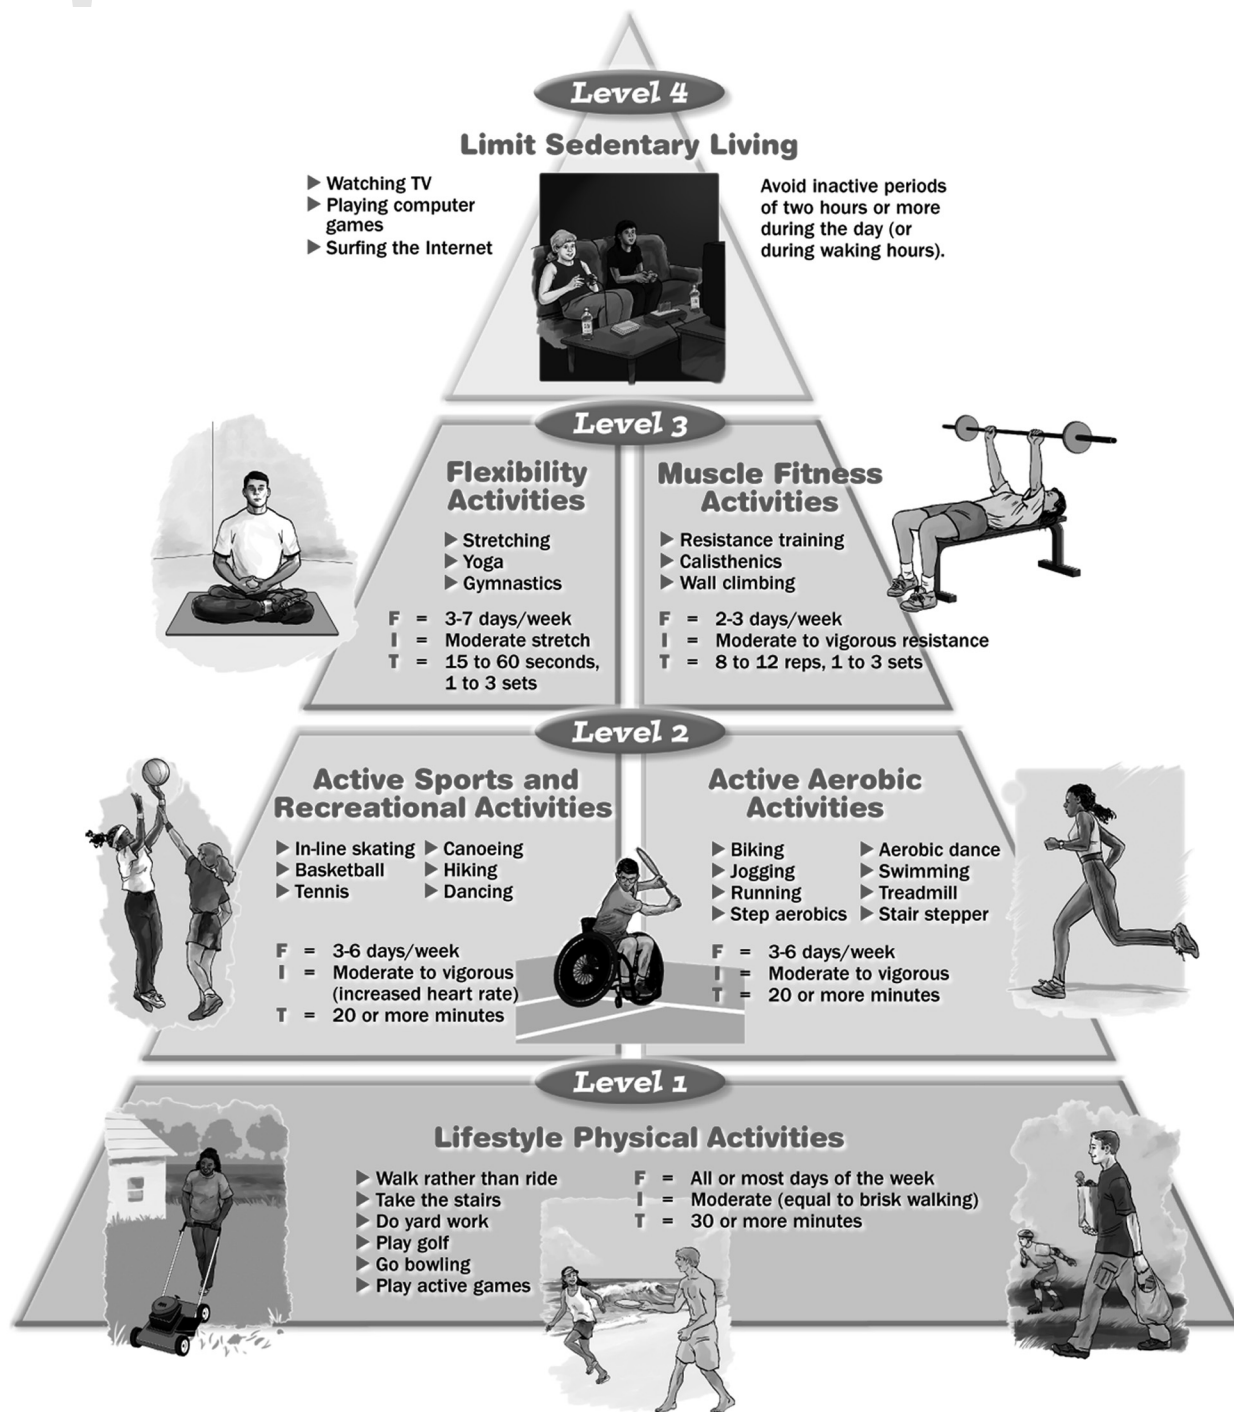 Level 4
Limit Sedentary Living
▶ Watching TV
▶ Playing computer
games
▶ Surfing the Internet
Avoid inactive periods
of two hours or more
during the day (or
during waking hours).
Level 3
Flexibility
Activities
▶ Stretching
▶ Yoga
▶ Gymnastics
F = 3-7 days/week
I = Moderate stretch
T = 15 to 60 seconds,
1 to 3 sets
Muscle Fitness
Activities
▶ Resistance training
▶ Calisthenics
▶ Wall climbing
F = 2-3 days/week
I = Moderate to vigorous resistance
T = 8 to 12 reps, 1 to 3 sets
Level 2
Active Sports and
Recreational Activities
▶ In-line skating ▶ Canoeing
▶ Basketball ▶ Hiking
▶ Tennis ▶ Dancing
F = 3-6 days/week
I = Moderate to vigorous
(increased heart rate)
T = 20 or more minutes
Active Aerobic
Activities
▶ Biking ▶ Aerobic dance
▶ Jogging ▶ Swimming
▶ Running ▶ Treadmill
▶ Step aerobics ▶ Stair stepper
F = 3-6 days/week
I = Moderate to vigorous
T = 20 or more minutes
Level 1
Lifestyle Physical Activities
▶ Walk rather than ride
▶ Take the stairs
▶ Do yard work
▶ Play golf
▶ Go bowling
▶ Play active games
F = All or most days of the week
I = Moderate (equal to brisk walking)
T = 30 or more minutes